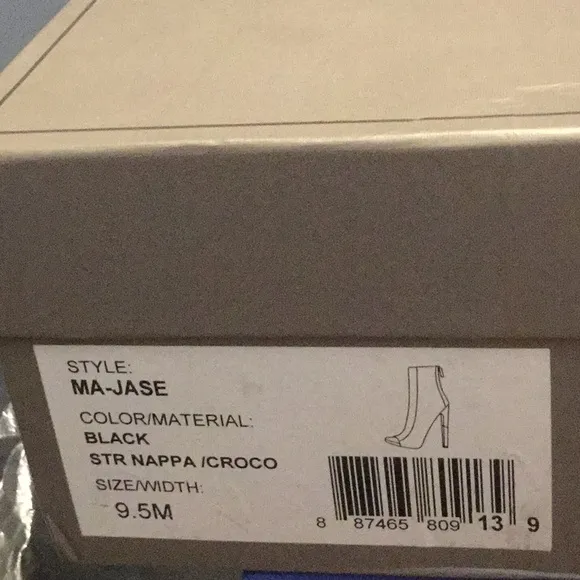 STYLE:
MA-JASE
COLOR/MATERIAL:
BLACK
STR NAPPA /CROCO
SIZE/WIDTH:
9.5M
8 87465 809 13 9